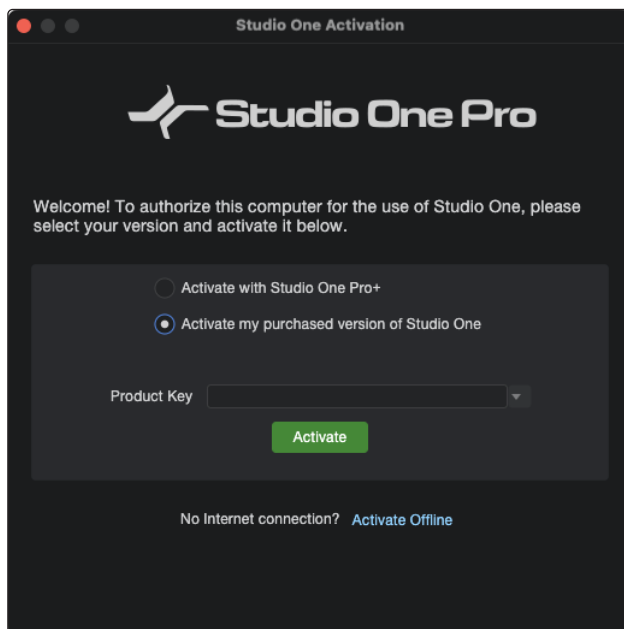 Studio One Activation
Studio One Pro
Welcome! To authorize this computer for the use of Studio One, please
select your version and activate it below.
Activate with Studio One Pro+
Activate my purchased version of Studio One
Product Key
Activate
No Internet connection? Activate Offline